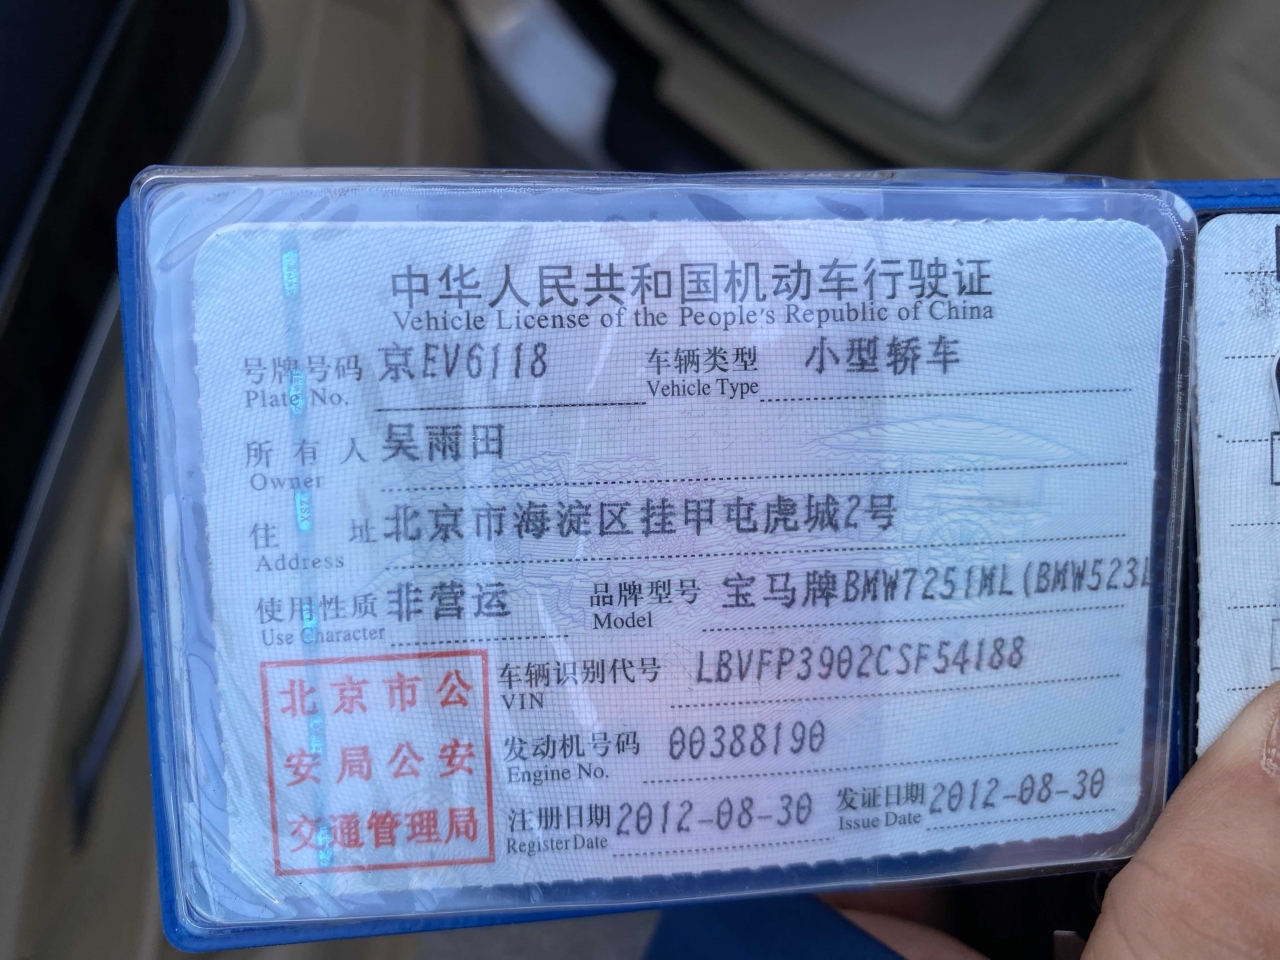 中华人民共和国机动车行驶证
Vehicle License of the People's Republic of China
号牌号码 京EV6118 车辆类型 小型轿车
Plate No. Vehicle Type
所有人 吴雨田
Owner
住址 北京市海淀区挂甲屯虎城2号
Address
使用性质 非营运 品牌型号 宝马牌BMW7251ML(BMW523L
Use Character Model
北京市公安局公安交通管理局
车辆识别代号 LBVFP3902CSF54188
VIN
发动机号码 00388190
Engine No.
注册日期 2012-08-30 发证日期 2012-08-30
Register Date Issue Date